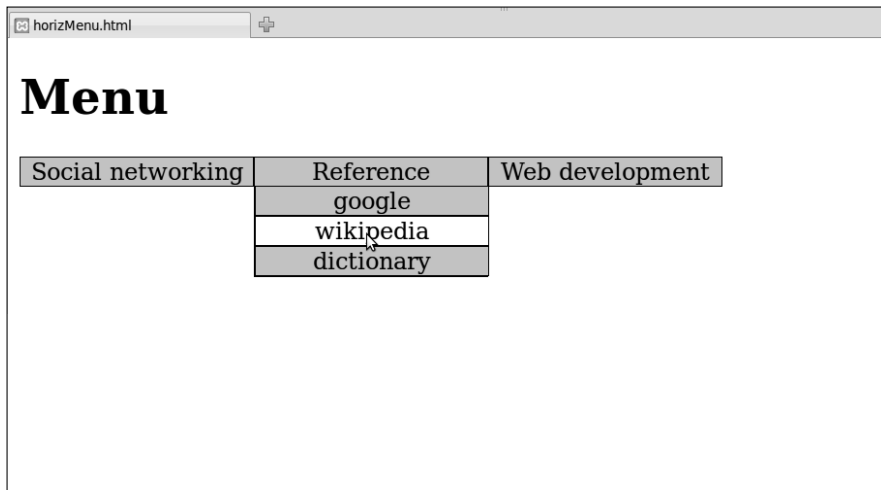 horizMenu.html
Menu
Social networking Reference Web development
google
wikipedia
dictionary